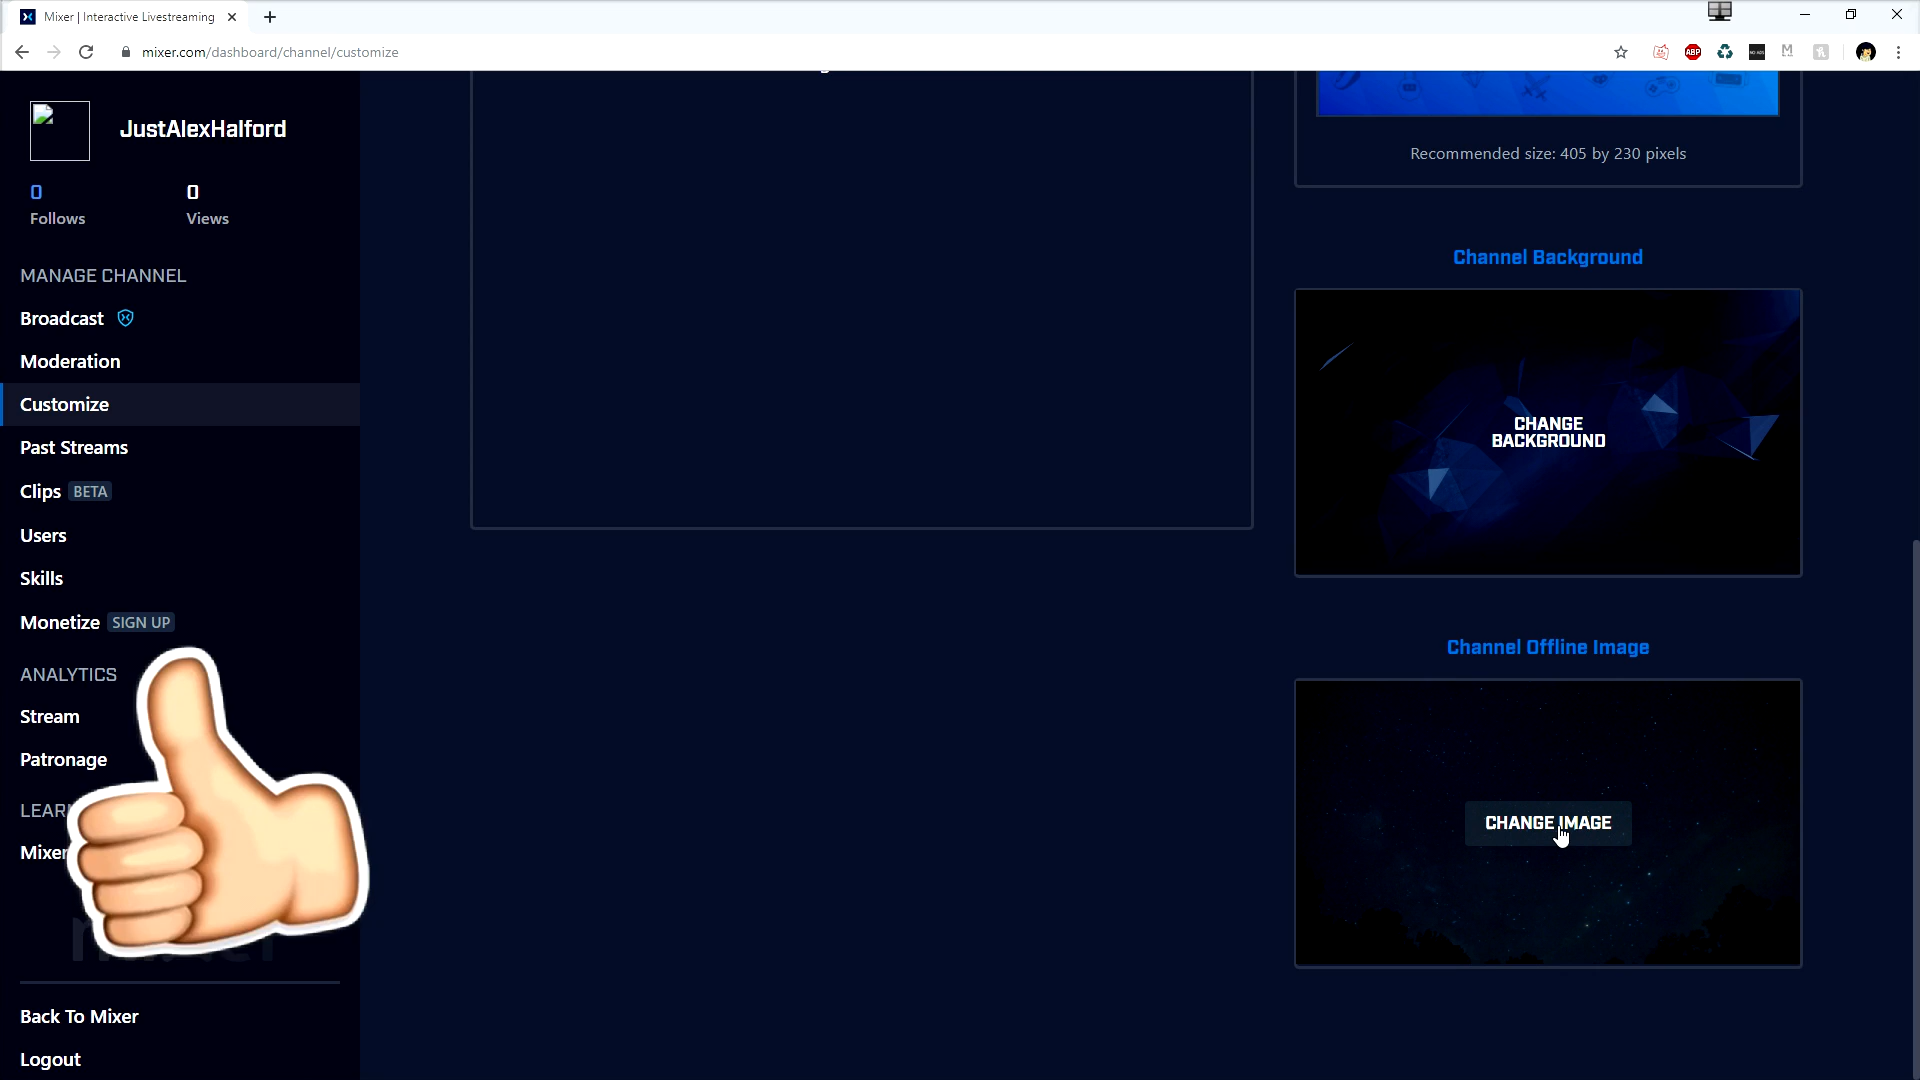 Mixer | Interactive Livestreaming
mixer.com/dashboard/channel/customize
ABP
JustAlexHalford
0
0
Follows
Views
MANAGE CHANNEL
Broadcast
Moderation
Customize
Past Streams
Clips BETA
Users
Skills
Monetize SIGN UP
ANALYTICS
Stream
Patronage
Mixer
Back To Mixer
Logout
Recommended size: 405 by 230 pixels
Channel Background
CHANGE
BACKGROUND
Channel Offline Image
CHANGE IMAGE